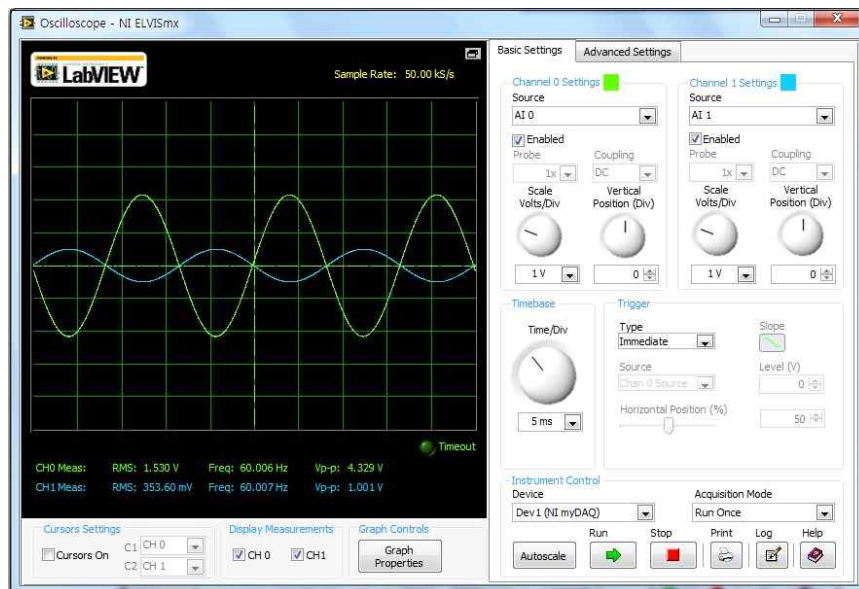 Oscilloscope - NI ELVISmx
LabVIEW
Sample Rate: 50.00 kS/s
Timeout
CH0 Meas: RMS: 1.530 V Freq: 60.006 Hz Vp-p: 4.329 V
CH1 Meas: RMS: 353.60 mV Freq: 60.007 Hz Vp-p: 1.001 V
Cursors Settings
Cursors On
C1 CH 0
C2 CH 1
Display Measurements
CH 0 CH1
Graph Controls
Graph
Properties
Basic Settings Advanced Settings
Channel 0 Settings
Source
AI 0
Enabled
Probe Coupling
1x DC
Scale Vertical
Volts/Div Position (Div)
1 V 0
Channel 1 Settings
Source
AI 1
Enabled
Probe Coupling
1x DC
Scale Vertical
Volts/Div Position (Div)
1 V 0
Timebase
Time/Div
5 ms
Trigger
Type Slope
Immediate
Source Level (V)
Chan 0 Source 0
Horizontal Position (%)
50
Instrument Control
Device Acquisition Mode
Dev1 (NI myDAQ) Run Once
Run Stop Print Log Help
Autoscale